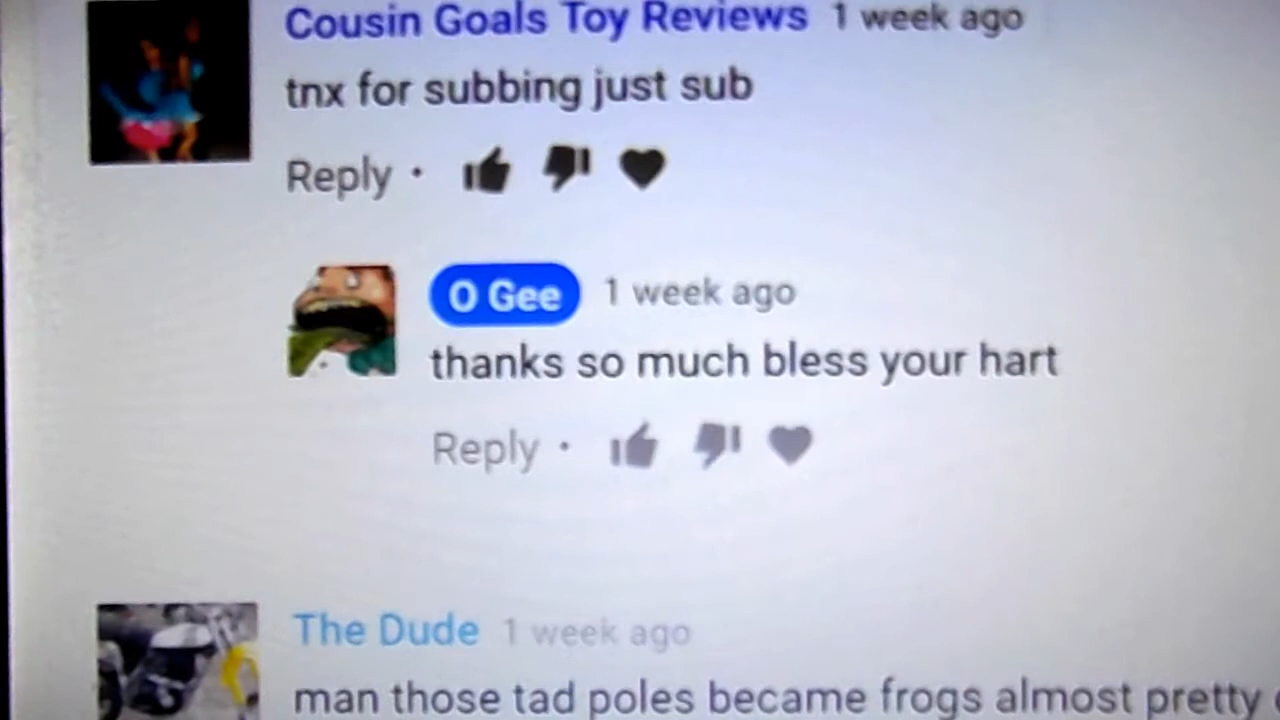 Cousin Goals Toy Reviews 1 week ago
tnx for subbing just sub
Reply •
O Gee 1 week ago
thanks so much bless your hart
Reply •
The Dude 1 week ago
man those tad poles became frogs almost pretty